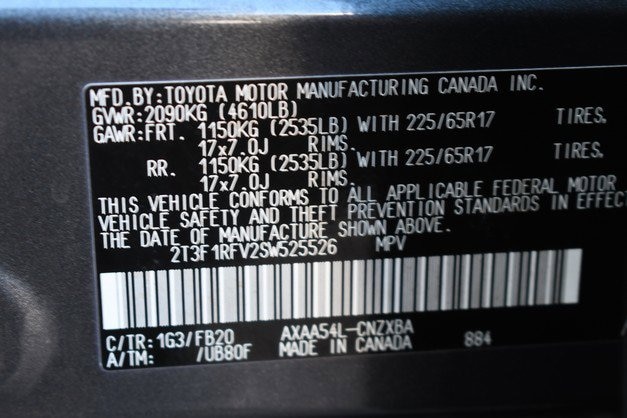 MFD.BY:TOYOTA MOTOR MANUFACTURING CANADA INC.
GVWR:2090KG (4610LB)
GAWR:FRT. 1150KG (2535LB) WITH 225/65R17 TIRES.
17x7.0J RIMS.
RR. 1150KG (2535LB) WITH 225/65R17 TIRES.
17x7.0J RIMS.
THIS VEHICLE CONFORMS TO ALL APPLICABLE FEDERAL MOTOR
VEHICLE SAFETY AND THEFT PREVENTION STANDARDS IN EFFEC
THE DATE OF MANUFACTURE SHOWN ABOVE.
2T3F1RFV2SW525526 MPV
C/TR:1G3/FB20 AXAA54L-CNZXBA 884
A/TM: /UB80F MADE IN CANADA